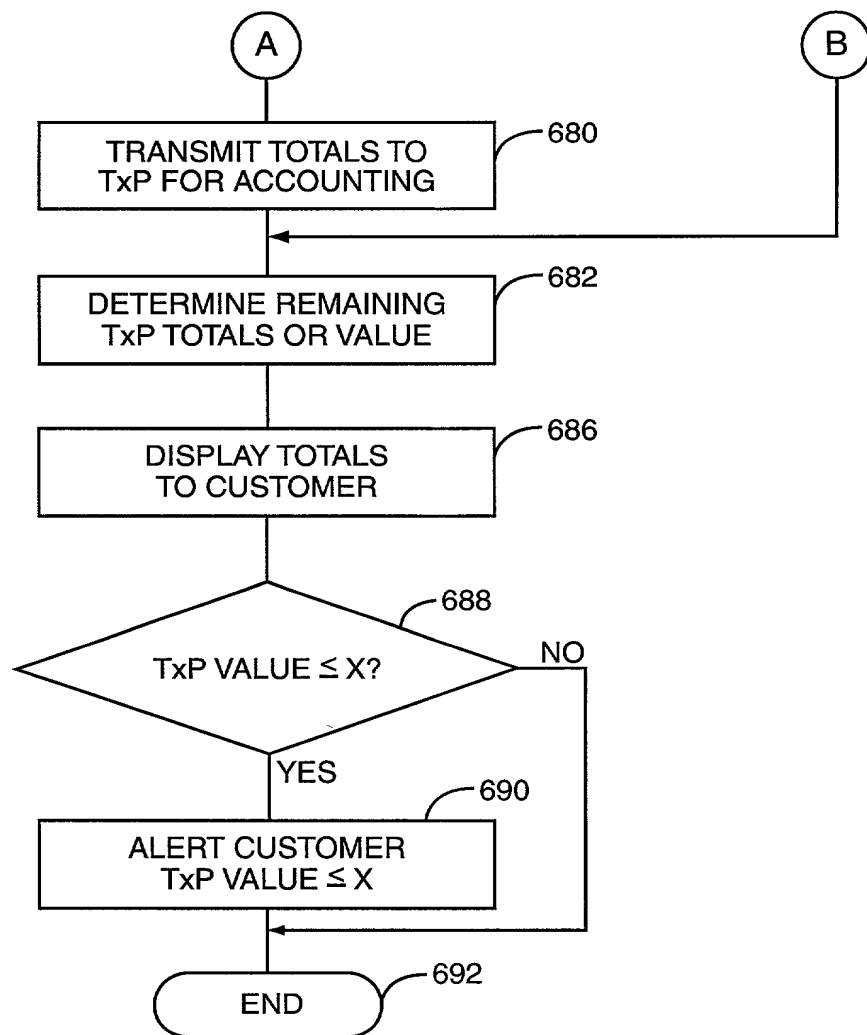 A
B
TRANSMIT TOTALS TO
TxP FOR ACCOUNTING
680
DETERMINE REMAINING
TxP TOTALS OR VALUE
682
DISPLAY TOTALS
TO CUSTOMER
686
688
TxP VALUE ≤ X?
NO
YES
690
ALERT CUSTOMER
TxP VALUE ≤ X
END
692